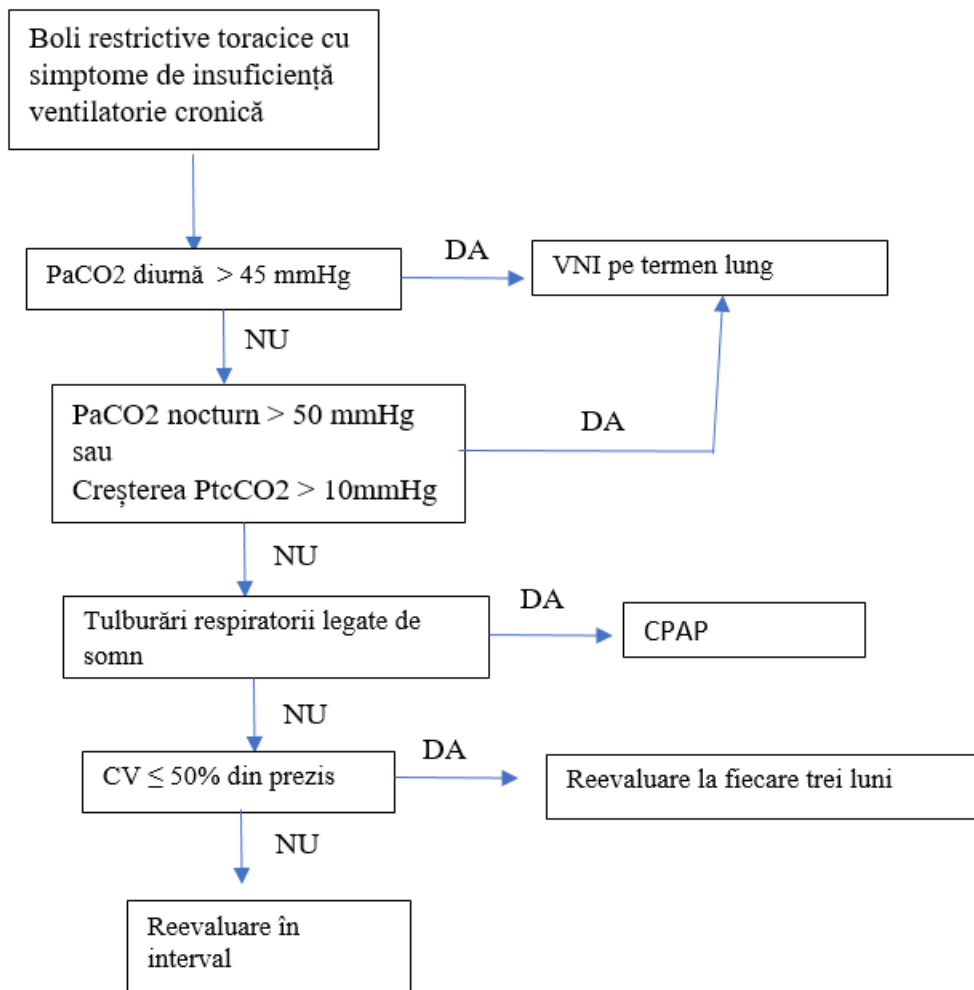 Boli restrictive toracice cu
simptome de insuficiență
ventilatorie cronică
PaCO2 diurnă > 45 mmHg
DA
VNI pe termen lung
NU
PaCO2 nocturn > 50 mmHg
sau
Creșterea PtcCO2 > 10mmHg
DA
NU
Tulburări respiratorii legate de
somn
DA
CPAP
NU
CV ≤ 50% din prezis
DA
Reevaluare la fiecare trei luni
NU
Reevaluare în
interval